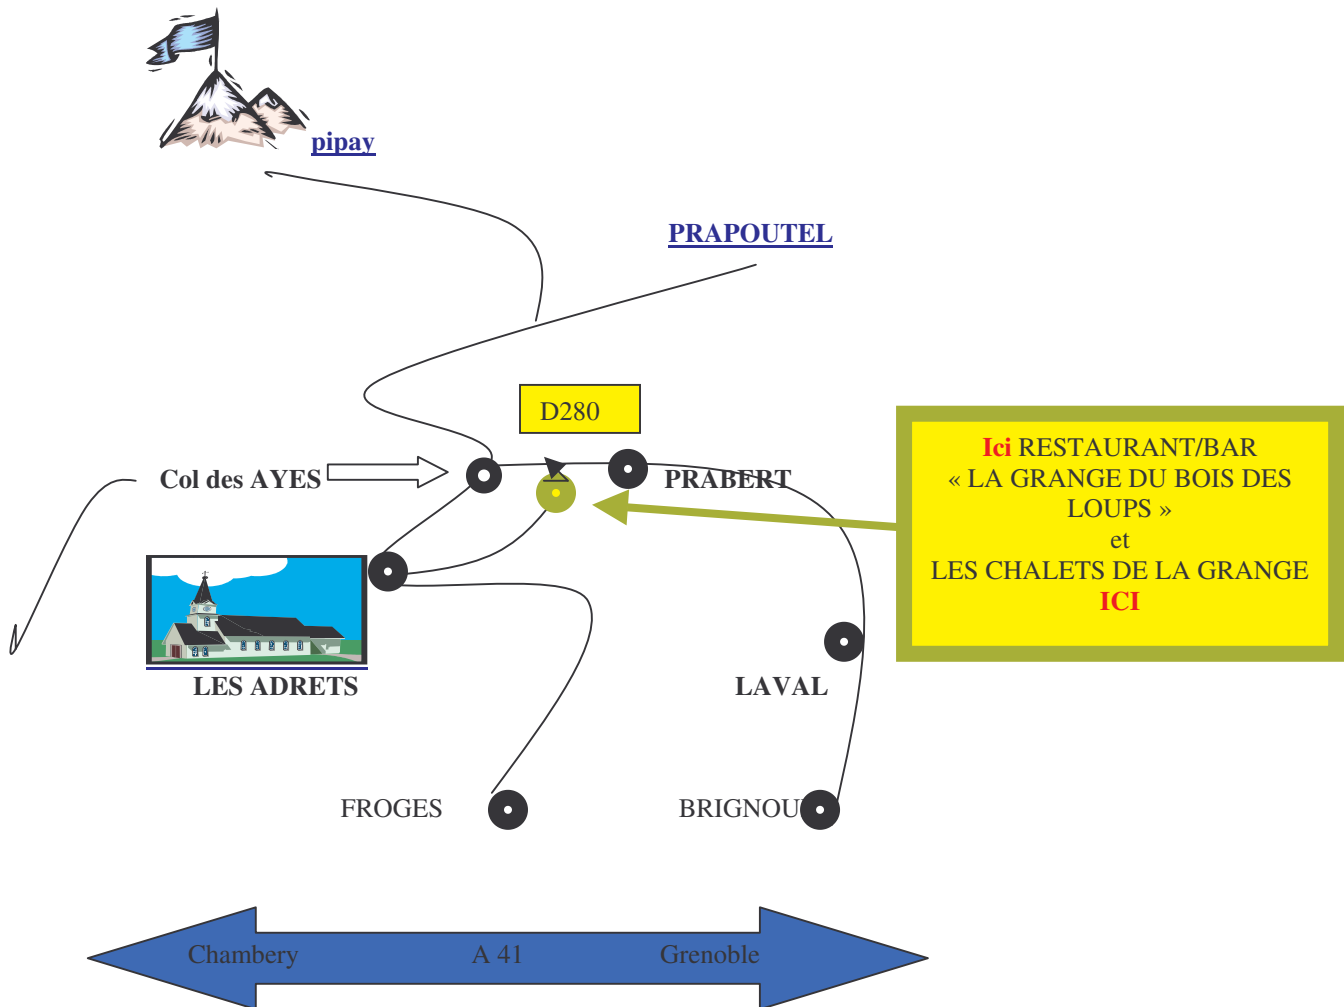 pipay
PRAPOUTEL
D280
Col des AYES
PRABERT
Ici RESTAURANT/BAR
« LA GRANGE DU BOIS DES
LOUPS »
et
LES CHALETS DE LA GRANGE
ICI
LES ADRETS
LAVAL
FROGES
BRIGNOU
Chambery A 41 Grenoble